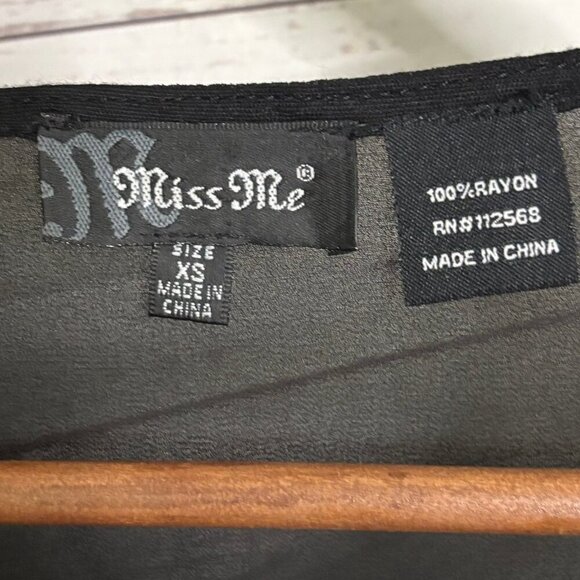 Miss Me®
SIZE
XS
MADE IN
CHINA
100%RAYON
RN#112568
MADE IN CHINA